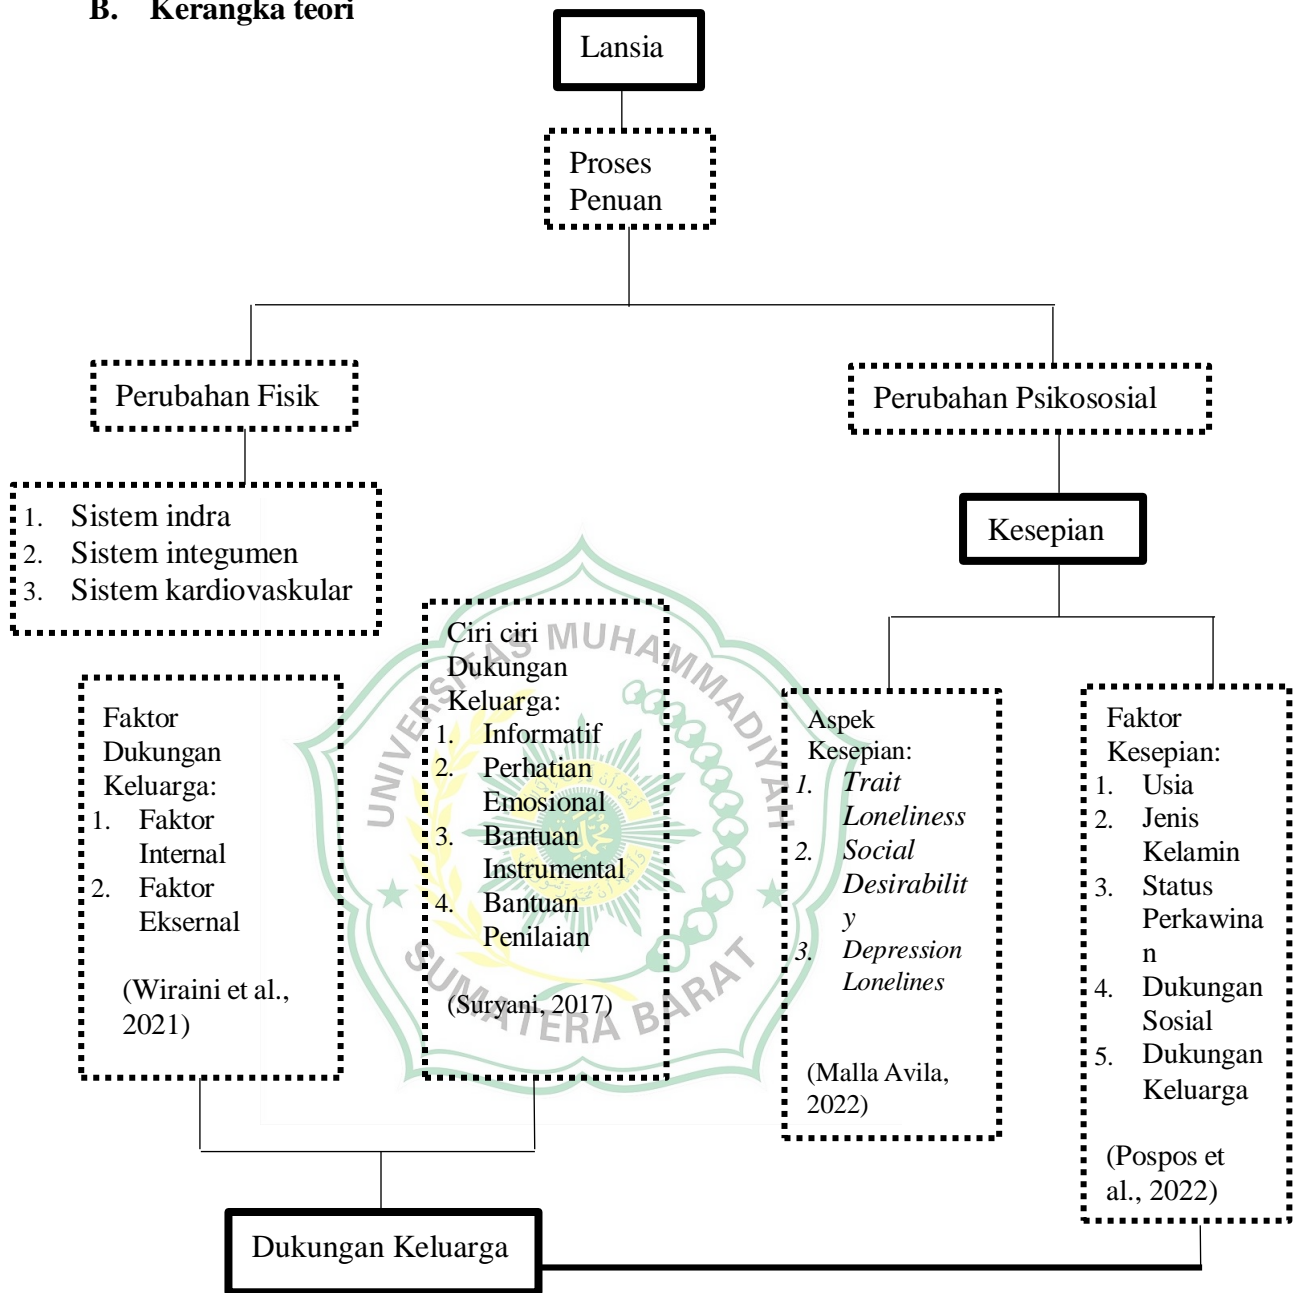 B. Kerangka teori
Lansia
Proses
Penuan
Perubahan Fisik
Perubahan Psikososial
1. Sistem indra
2. Sistem integumen
3. Sistem kardiovaskular
Kesepian
Faktor
Dukungan
Keluarga:
1. Faktor
Internal
2. Faktor
Eksernal
(Wiraini et al.,
2021)
Ciri ciri
Dukungan
Keluarga:
1. Informatif
2. Perhatian
Emosional
3. Bantuan
Instrumental
4. Bantuan
Penilaian
(Suryani, 2017)
Aspek
Kesepian:
1. Trait
Loneliness
2. Social
Desirabilit
y
3. Depression
Lonelines
(Malla Avila,
2022)
Faktor
Kesepian:
1. Usia
2. Jenis
Kelamin
3. Status
Perkawina
n
4. Dukungan
Sosial
5. Dukungan
Keluarga
(Pospos et
al., 2022)
Dukungan Keluarga
UNIVERSITAS MUHAMMADIYAH
SUMATERA BARAT